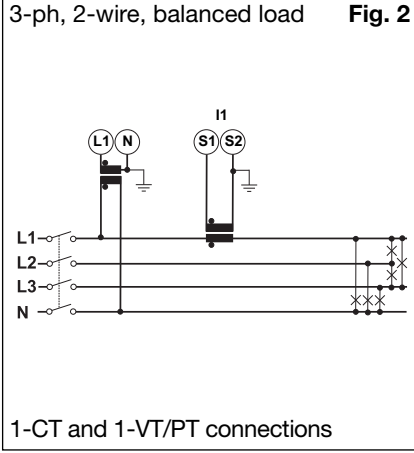 3-ph, 2-wire, balanced load Fig. 2
I1
L1 N S1 S2
L1
L2
L3
N
1-CT and 1-VT/PT connections